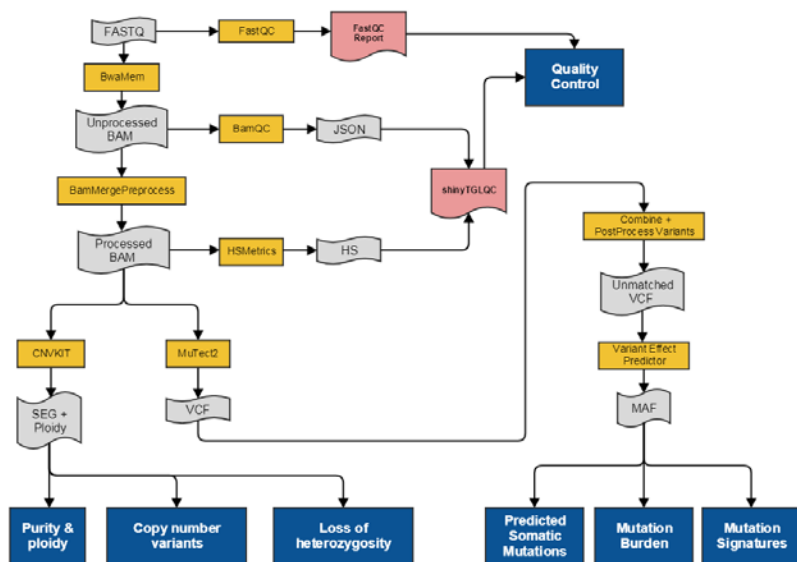 FASTQ
FastQC
FastQC
Report
Quality
Control
BwaMem
Unprocessed
BAM
BamQC
JSON
BamMergePreprocess
shinyTGLQC
Processed
BAM
HSMetrics
HS
Combine +
PostProcess Variants
Unmatched
VCF
CNVKIT
MuTect2
Variant Effect
Predictor
SEG +
Ploidy
VCF
MAF
Purity &
ploidy
Copy number
variants
Loss of
heterozygosity
Predicted
Somatic
Mutations
Mutation
Burden
Mutation
Signatures